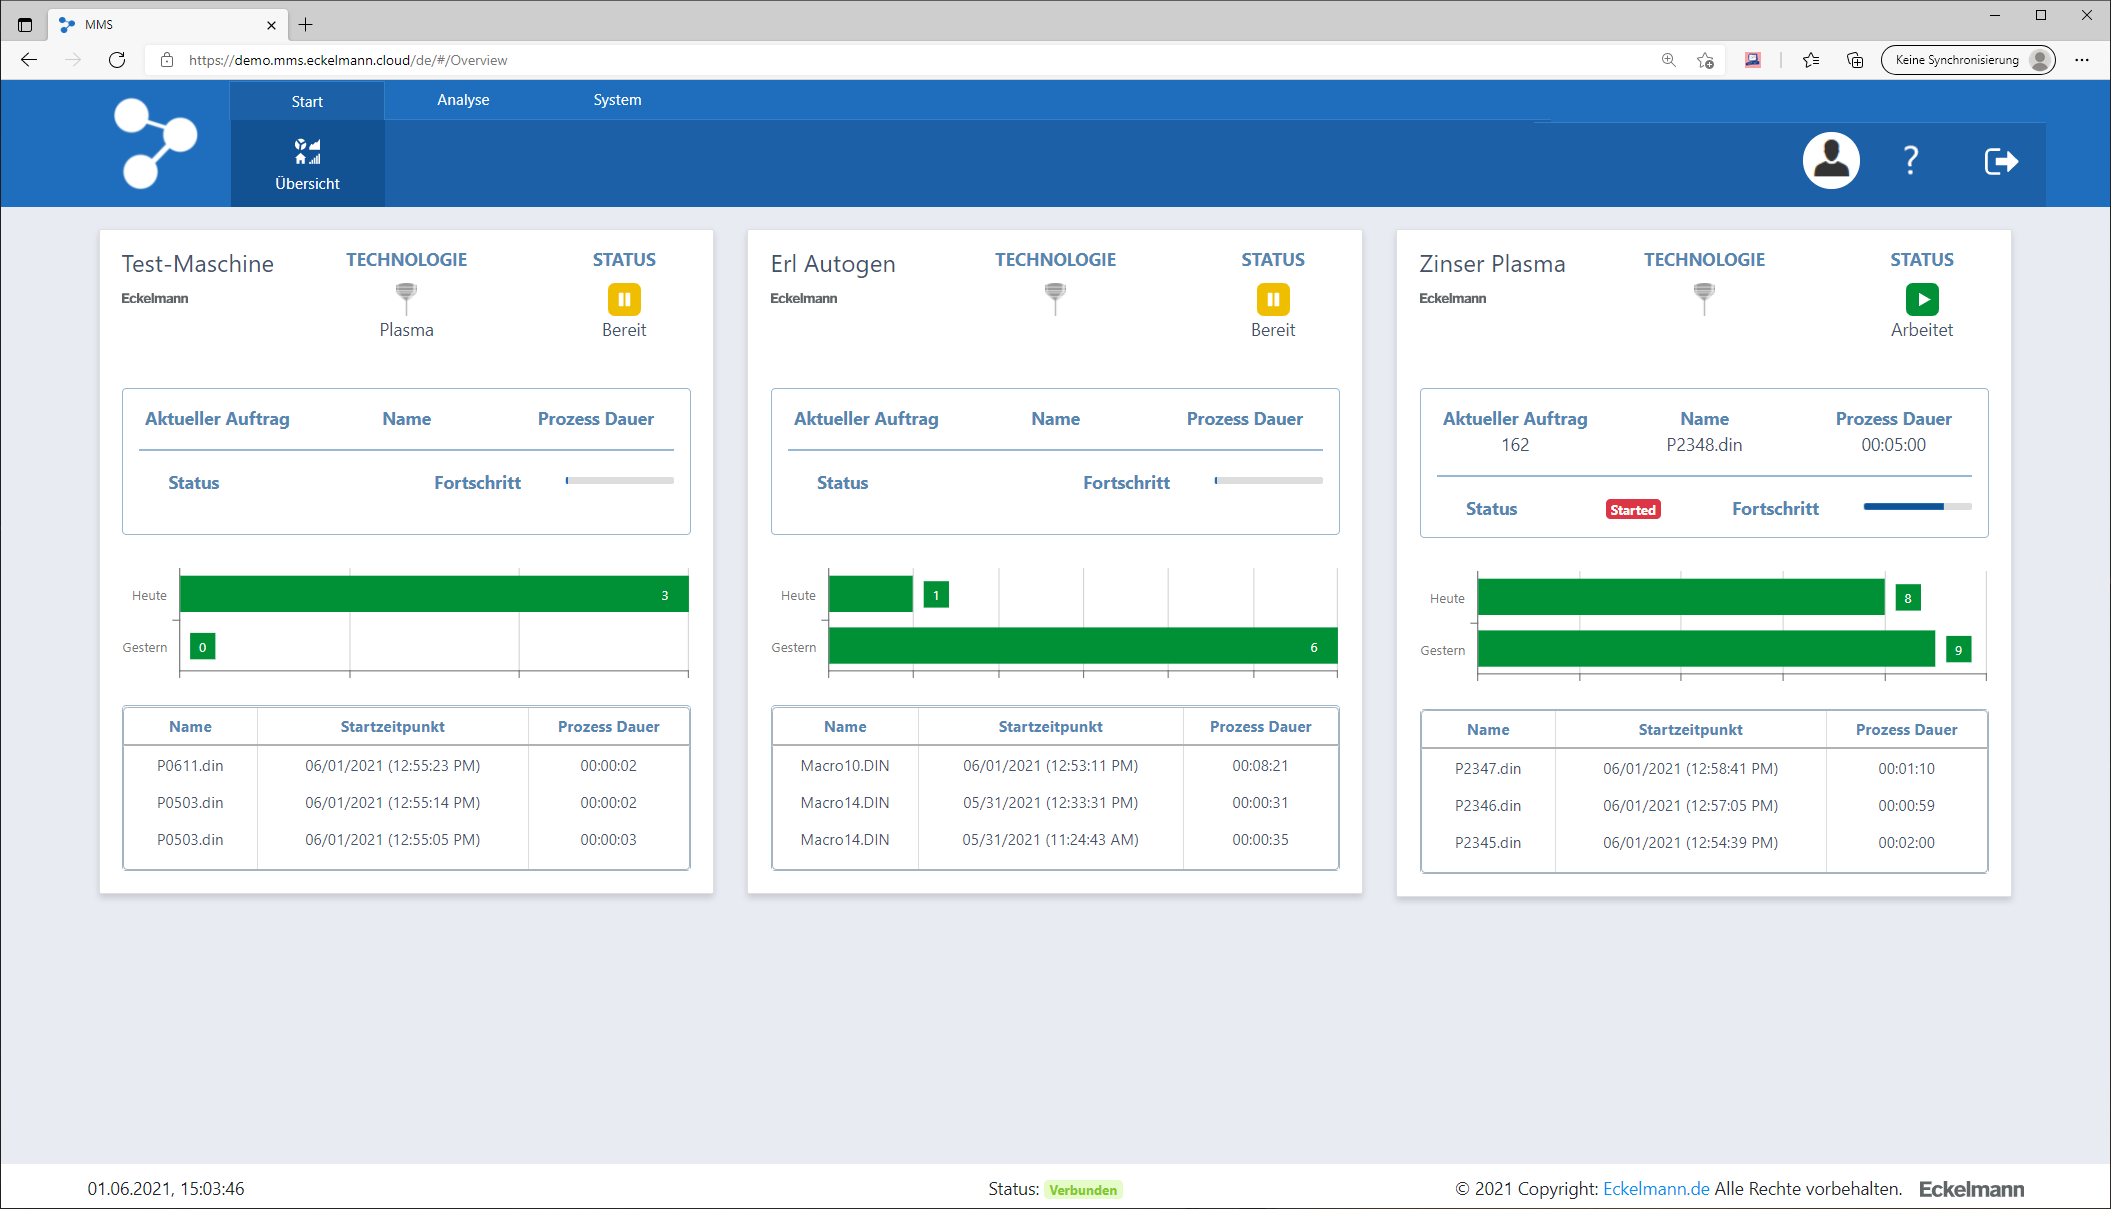 MMS
https://demo.mms.eckelmann.cloud/de/#/Overview
Keine Synchronisierung
Start Analyse System
Übersicht
?
Test-Maschine TECHNOLOGIE STATUS
Eckelmann
Plasma Bereit
Aktueller Auftrag Name Prozess Dauer
Status Fortschritt
Heute 3
Gestern 0
Name Startzeitpunkt Prozess Dauer
P0611.din 06/01/2021 (12:55:23 PM) 00:00:02
P0503.din 06/01/2021 (12:55:14 PM) 00:00:02
P0503.din 06/01/2021 (12:55:05 PM) 00:00:03
Erl Autogen TECHNOLOGIE STATUS
Eckelmann
Bereit
Aktueller Auftrag Name Prozess Dauer
Status Fortschritt
Heute 1
Gestern 6
Name Startzeitpunkt Prozess Dauer
Macro10.DIN 06/01/2021 (12:53:11 PM) 00:08:21
Macro14.DIN 05/31/2021 (12:33:31 PM) 00:00:31
Macro14.DIN 05/31/2021 (11:24:43 AM) 00:00:35
Zinser Plasma TECHNOLOGIE STATUS
Eckelmann
Arbeitet
Aktueller Auftrag Name Prozess Dauer
162 P2348.din 00:05:00
Status Started Fortschritt
Heute 8
Gestern 9
Name Startzeitpunkt Prozess Dauer
P2347.din 06/01/2021 (12:58:41 PM) 00:01:10
P2346.din 06/01/2021 (12:57:05 PM) 00:00:59
P2345.din 06/01/2021 (12:54:39 PM) 00:02:00
01.06.2021, 15:03:46 Status: Verbunden © 2021 Copyright: Eckelmann.de Alle Rechte vorbehalten. Eckelmann